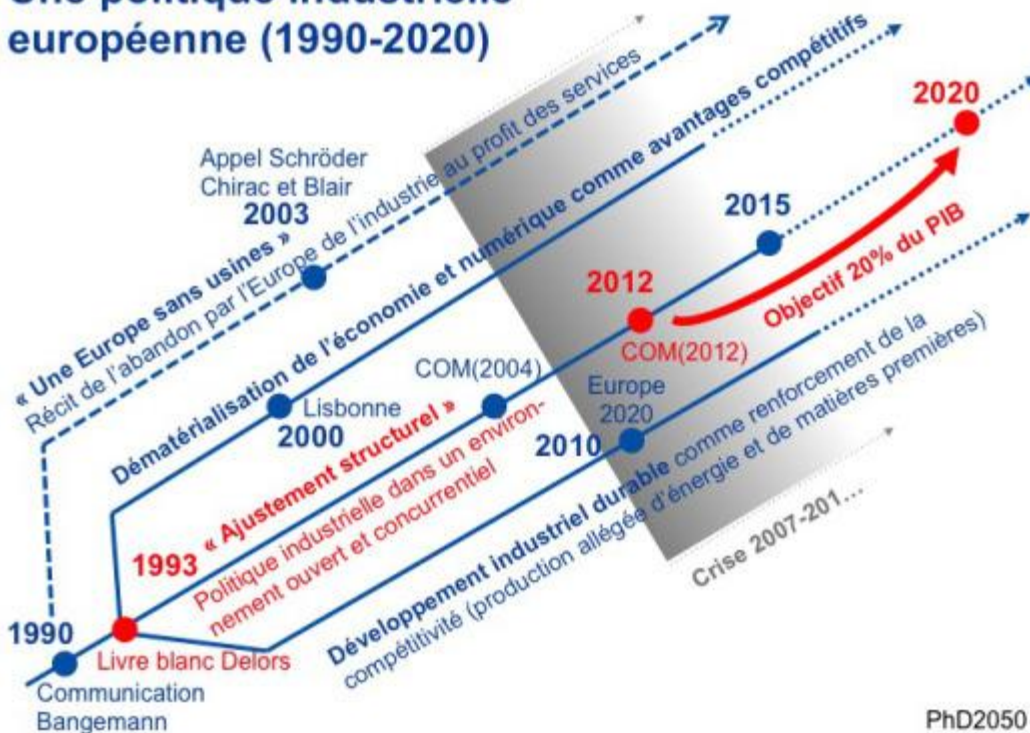 Une politique industrielle
européenne (1990-2020)
« Une Europe sans usines »
Récit de l'abandon par l'Europe de l'industrie au profit des services
Appel Schröder
Chirac et Blair
2003
Dématérialisation de l'économie et numérique comme avantages compétitifs
Lisbonne
2000
1990
Communication
Bangemann
1993
Livre blanc Delors
« Ajustement structurel »
Politique industrielle dans un environ-
nement ouvert et concurrentiel
COM(2004)
2012
COM(2012)
2015
2020
Objectif 20% du PIB
Europe
2020
2010
Développement industriel durable comme renforcement de la
compétitivité (production allégée d'énergie et de matières premières)
Crise 2007-201...
PhD2050